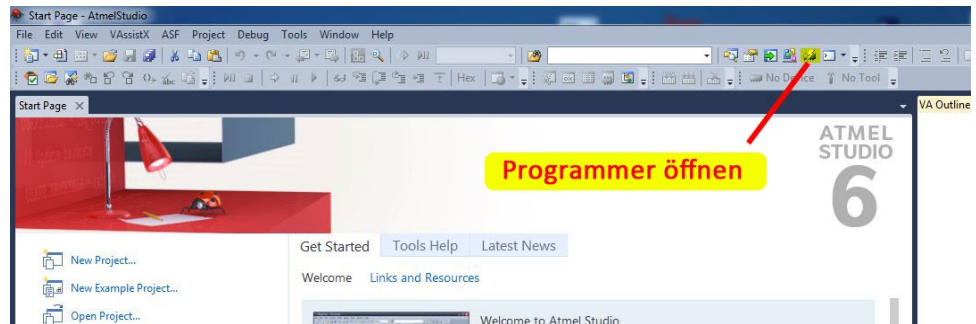 Start Page - AtmelStudio
File Edit View VAssistX ASF Project Debug Tools Window Help
Hex No Device No Tool
Start Page VA Outline
ATMEL
STUDIO
6
Programmer öffnen
Get Started Tools Help Latest News
New Project...
Welcome Links and Resources
New Example Project...
Open Project...
Welcome to Atmel Studio